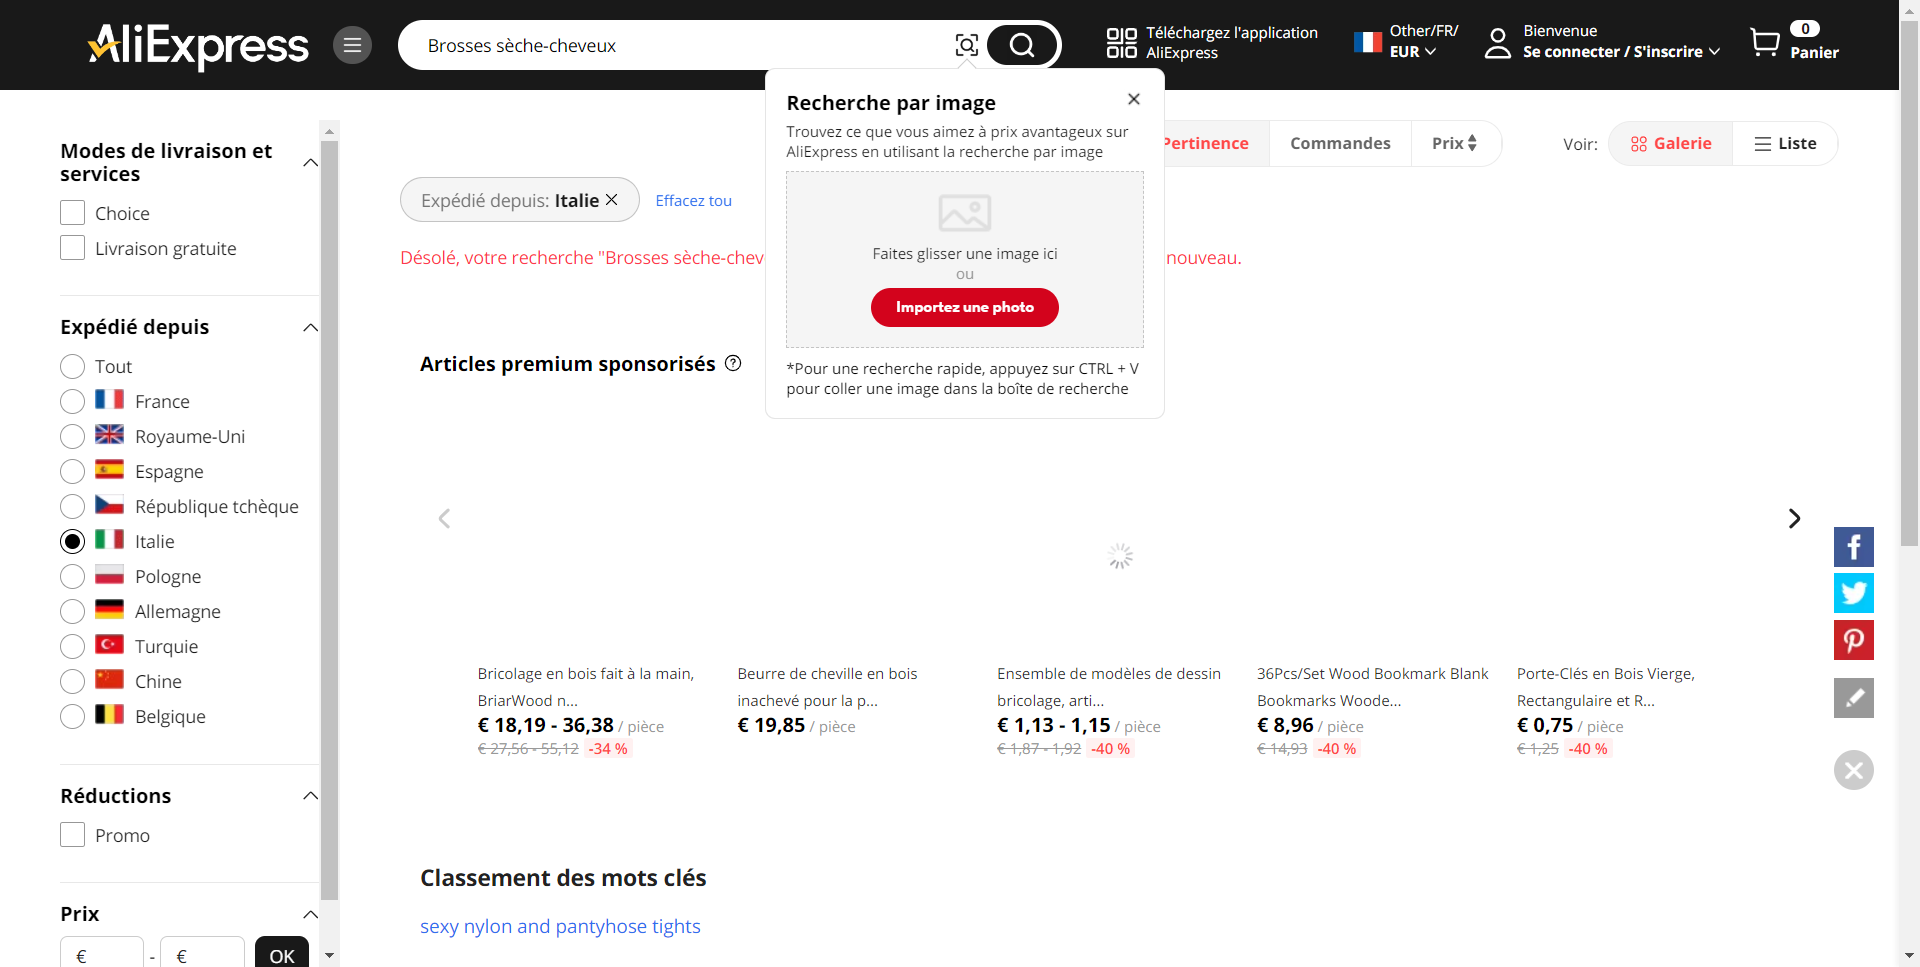 AliExpress
Brosses sèche-cheveux
Téléchargez l'application
AliExpress
Other/FR/
EUR
Bienvenue
Se connecter / S'inscrire
0
Panier
Recherche par image
Trouvez ce que vous aimez à prix avantageux sur
AliExpress en utilisant la recherche par image
Faites glisser une image ici
ou
Importez une photo
*Pour une recherche rapide, appuyez sur CTRL + V
pour coller une image dans la boîte de recherche
Pertinence
Commandes
Prix
Voir:
Galerie
Liste
Expédié depuis: Italie
Effacez tou
Désolé, votre recherche "Brosses sèche-chev
nouveau.
Modes de livraison et
services
Choice
Livraison gratuite
Expédié depuis
Tout
France
Royaume-Uni
Espagne
République tchèque
Italie
Pologne
Allemagne
Turquie
Chine
Belgique
Réductions
Promo
Prix
€ - € OK
Articles premium sponsorisés
Bricolage en bois fait à la main,
BriarWood n...
€ 18,19 - 36,38 / pièce
€ 27,56 - 55,12 -34 %
Beurre de cheville en bois
inachevé pour la p...
€ 19,85 / pièce
Ensemble de modèles de dessin
bricolage, arti...
€ 1,13 - 1,15 / pièce
€ 1,87 - 1,92 -40 %
36Pcs/Set Wood Bookmark Blank
Bookmarks Woode...
€ 8,96 / pièce
€ 14,93 -40 %
Porte-Clés en Bois Vierge,
Rectangulaire et R...
€ 0,75 / pièce
€ 1,25 -40 %
Classement des mots clés
sexy nylon and pantyhose tights